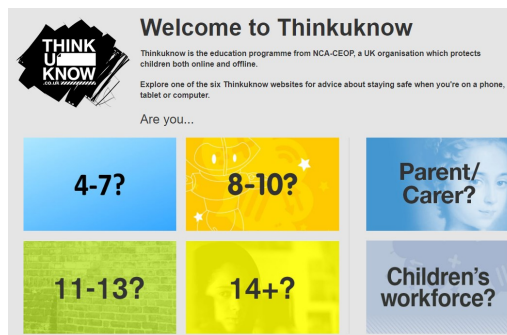 THINK
U
KNOW
.co.uk
Welcome to Thinkuknow
Thinkuknow is the education programme from NCA-CEOP, a UK organisation which protects
children both online and offline.
Explore one of the six Thinkuknow websites for advice about staying safe when you're on a phone,
tablet or computer.
Are you...
4-7?
8-10?
Parent/
Carer?
11-13?
14+?
Children's
workforce?